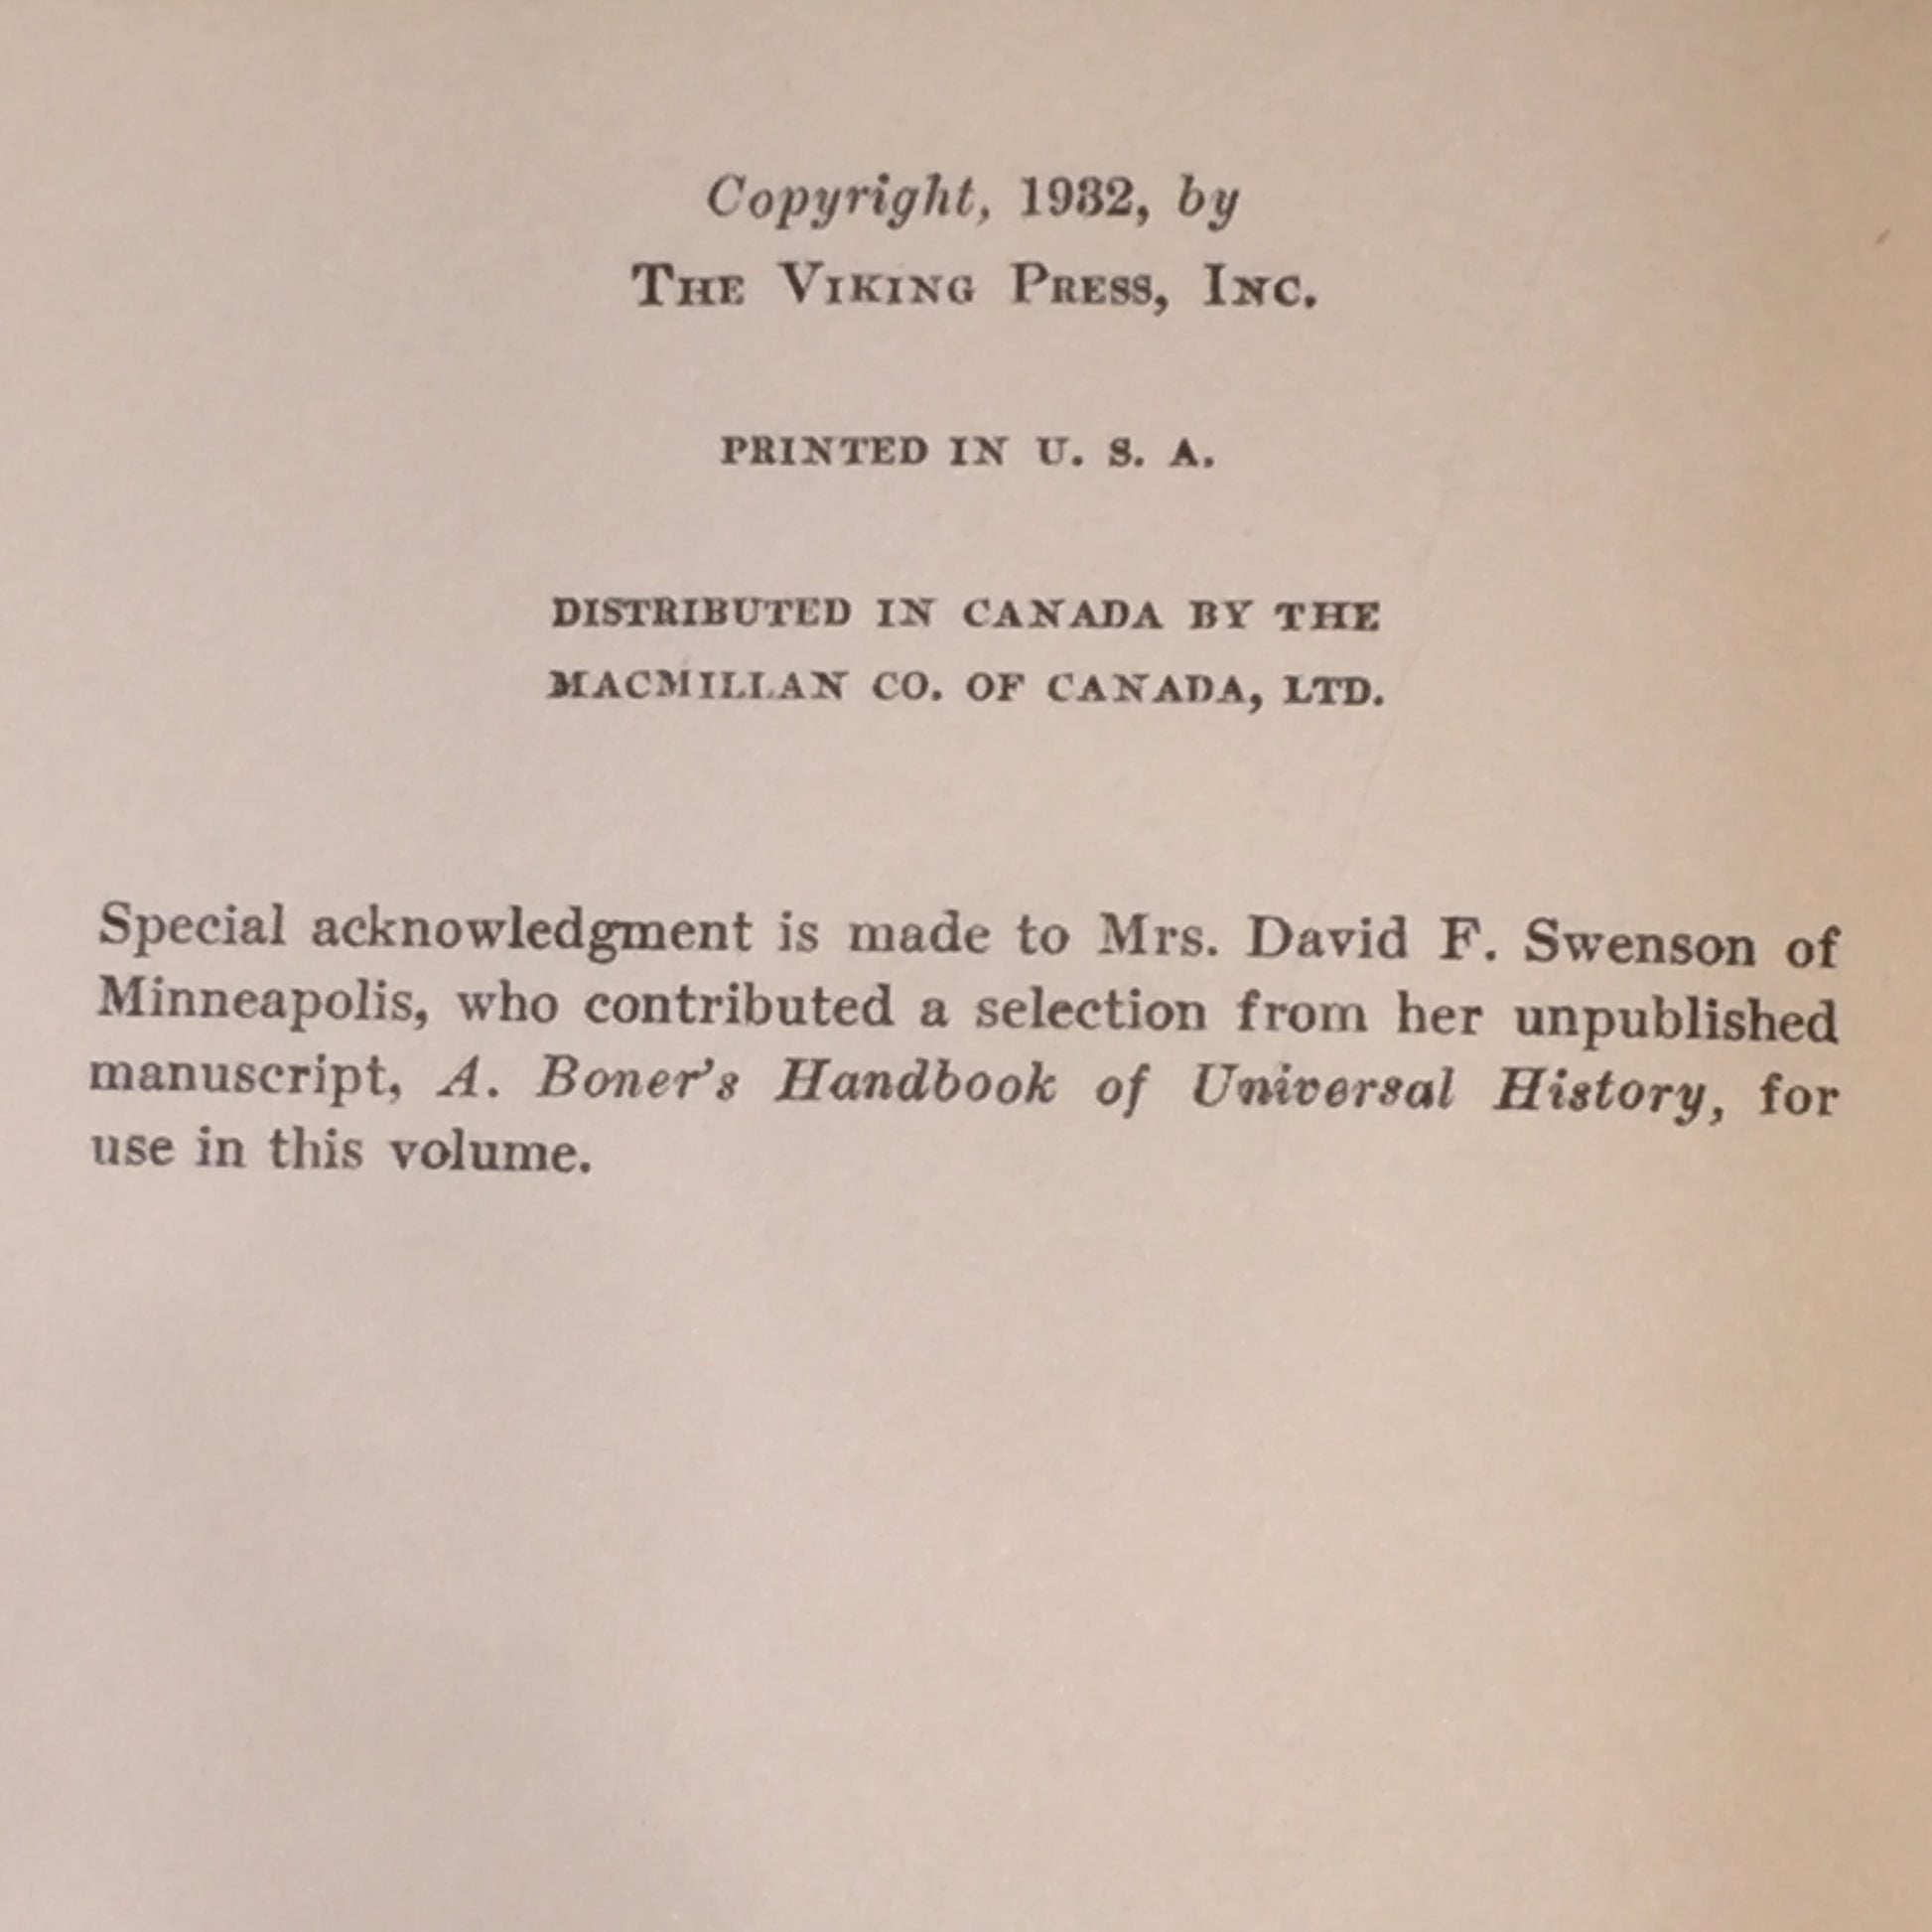 Copyright, 1932, by
THE VIKING PRESS, INC.
PRINTED IN U. S. A.
DISTRIBUTED IN CANADA BY THE
MACMILLAN CO. OF CANADA, LTD.
Special acknowledgment is made to Mrs. David F. Swenson of
Minneapolis, who contributed a selection from her unpublished
manuscript, A. Boner's Handbook of Universal History, for
use in this volume.